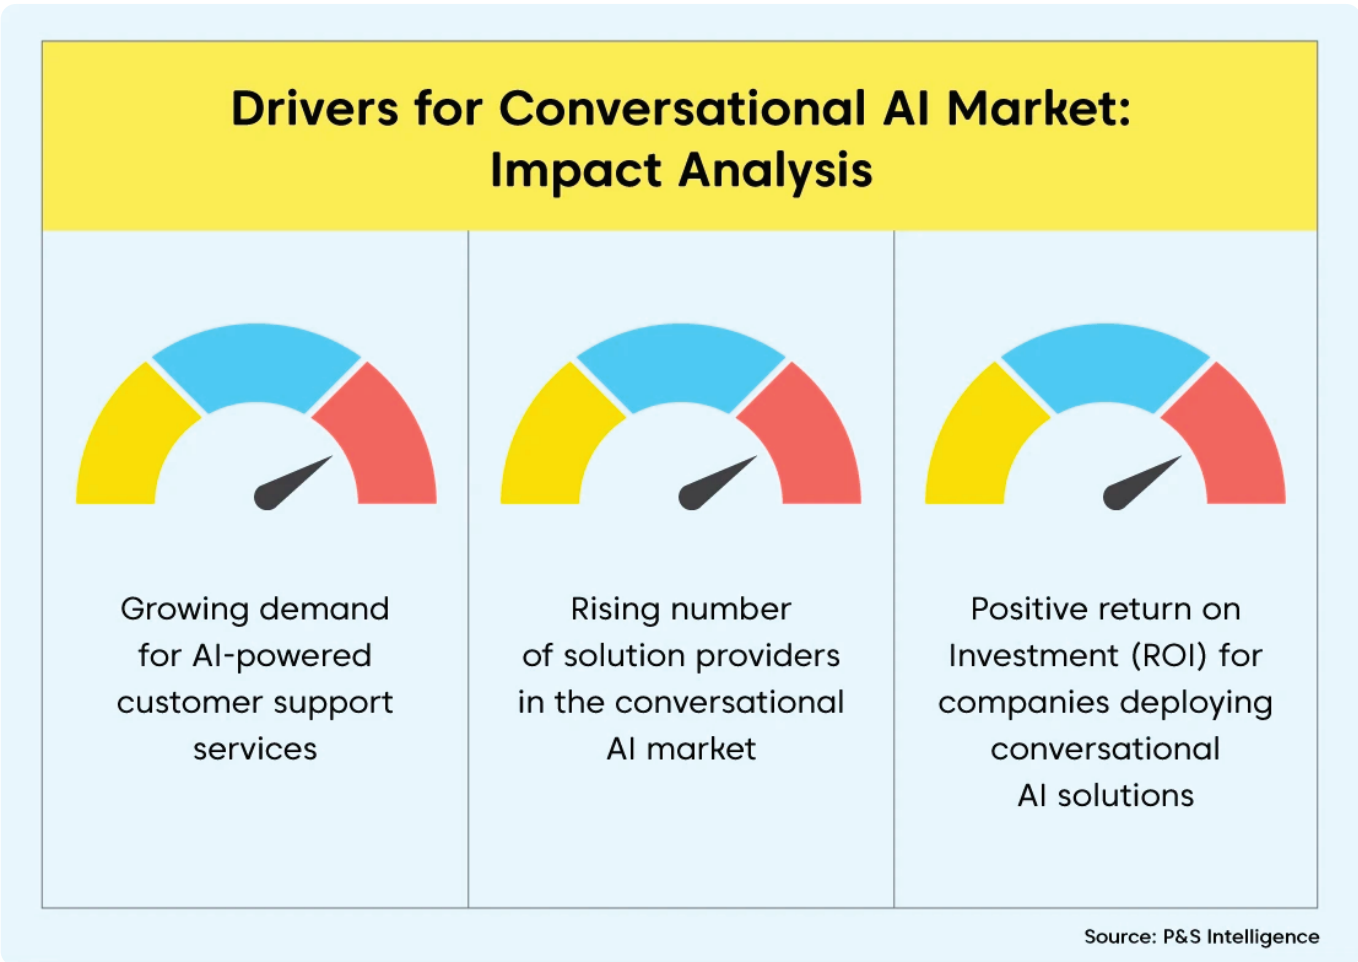 Drivers for Conversational AI Market:
Impact Analysis
Growing demand
for AI-powered
customer support
services
Rising number
of solution providers
in the conversational
AI market
Positive return on
Investment (ROI) for
companies deploying
conversational
AI solutions
Source: P&S Intelligence